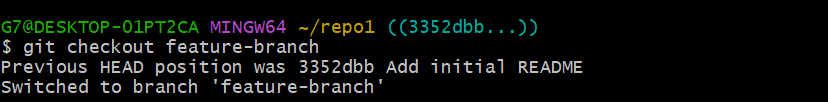 G7@DESKTOP-01PT2CA MINGW64 ~/repo1 ((3352dbb...))
$ git checkout feature-branch
Previous HEAD position was 3352dbb Add initial README
Switched to branch 'feature-branch'